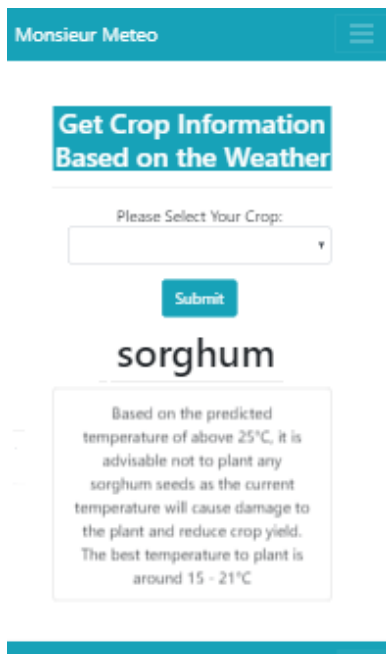 Monsieur Meteo
Get Crop Information
Based on the Weather
Please Select Your Crop:
Submit
sorghum
Based on the predicted
temperature of above 25°C, it is
advisable not to plant any
sorghum seeds as the current
temperature will cause damage to
the plant and reduce crop yield.
The best temperature to plant is
around 15 - 21°C